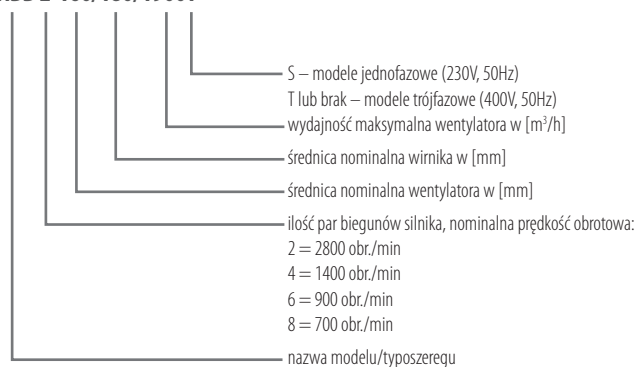 S – modele jednofazowe (230V, 50Hz)
T lub brak – modele trójfazowe (400V, 50Hz)
wydajność maksymalna wentylatora w [m³/h]
średnica nominalna wirnika w [mm]
średnica nominalna wentylatora w [mm]
ilość par biegunów silnika, nominalna prędkość obrotowa:
2 = 2800 obr./min
4 = 1400 obr./min
6 = 900 obr./min
8 = 700 obr./min
nazwa modelu/typoszeregu